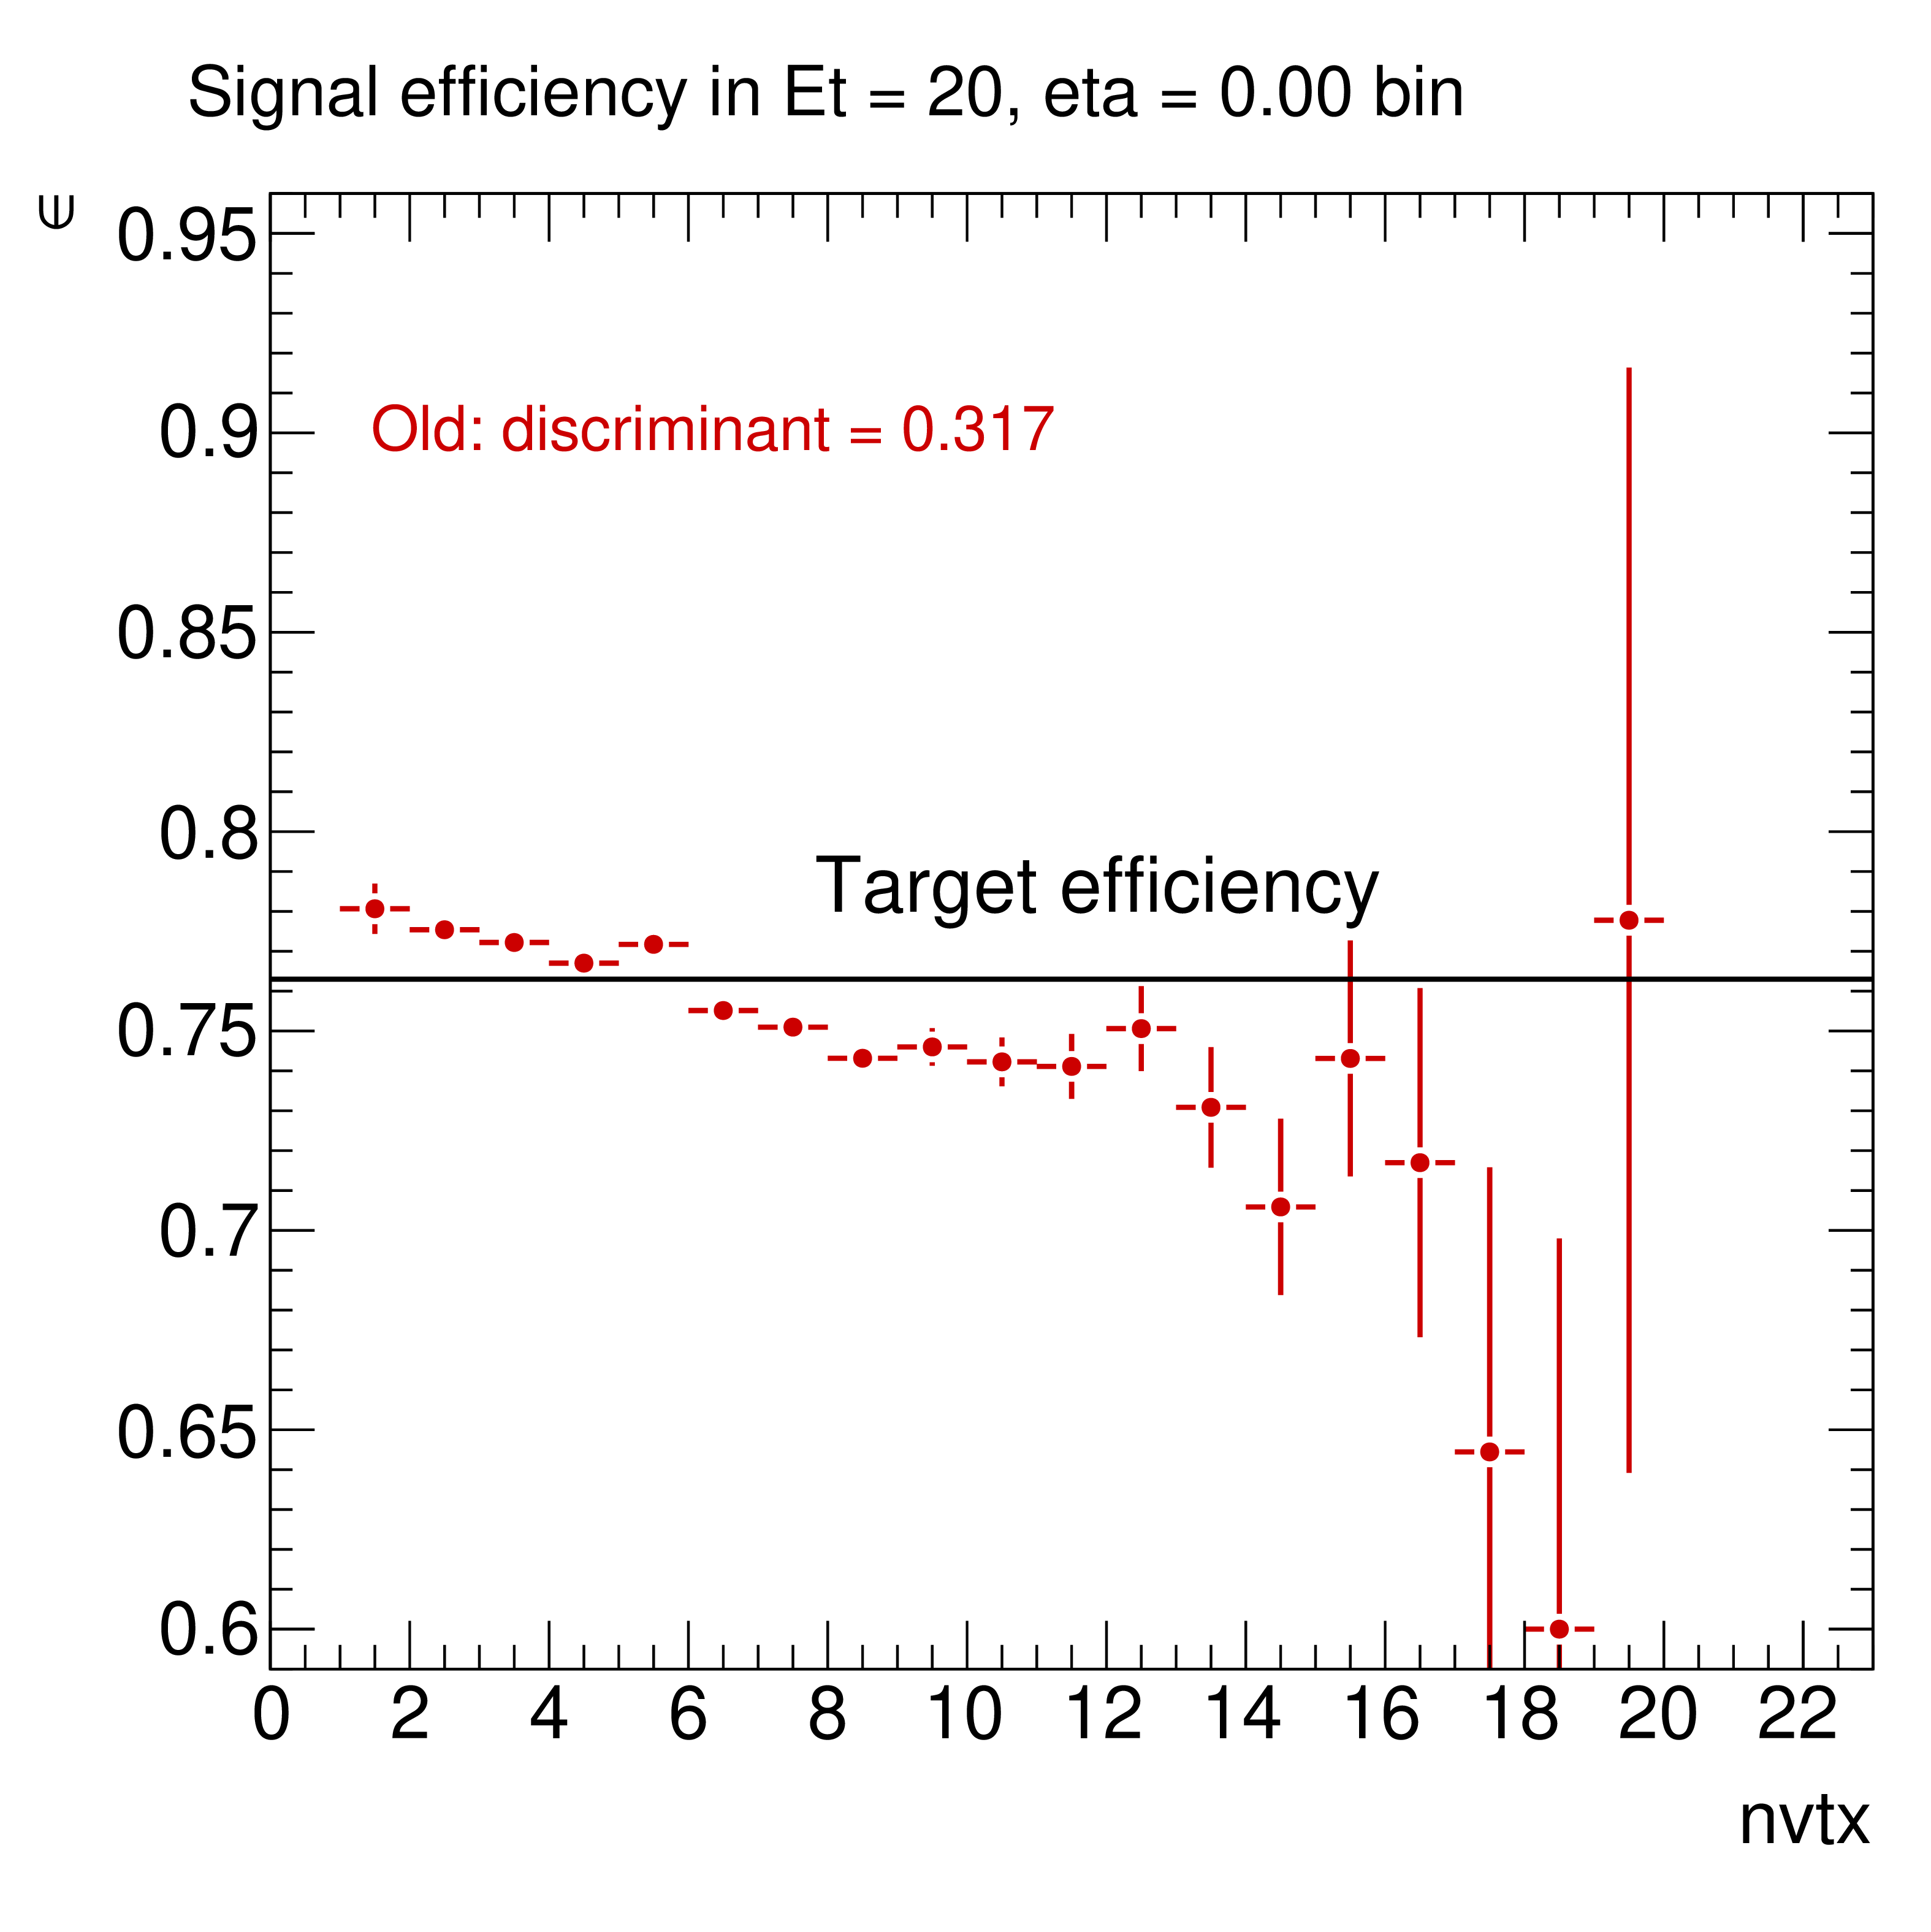 Signal efficiency in Et = 20, eta = 0.00 bin
∈
0.95
Old: discriminant = 0.317
0.9
0.85
0.8
Target efficiency
0.75
0.7
0.65
0.6
0 2 4 6 8 10 12 14 16 18 20 22
nvtx